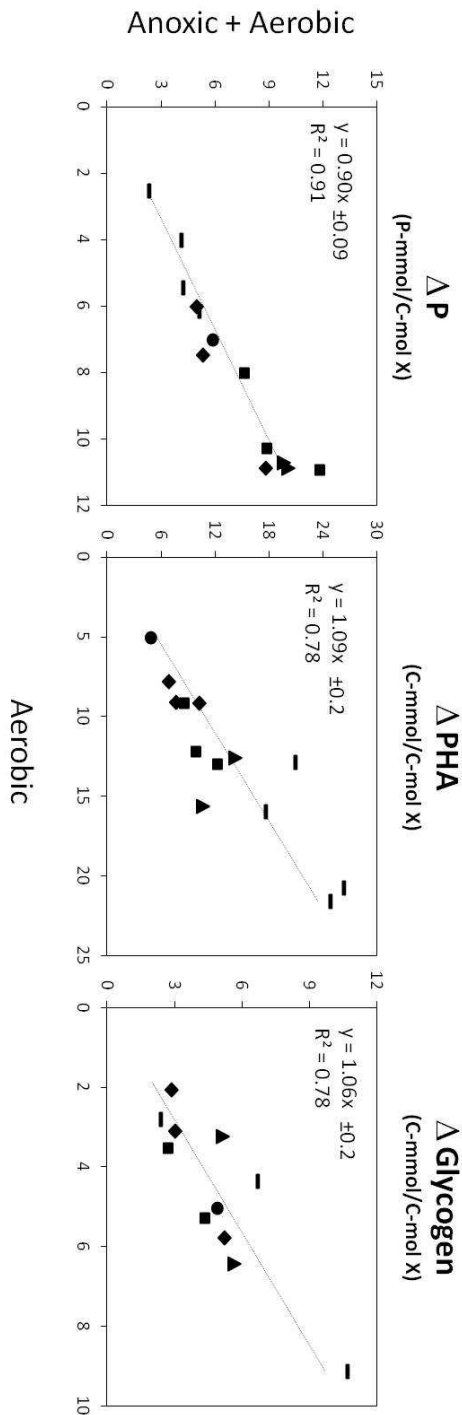 Δ P
(P-mmol/C-mol X)
Δ PHA
(C-mmol/C-mol X)
Δ Glycogen
(C-mmol/C-mol X)
Anoxic + Aerobic
15
12
9
6
3
0
y = 0.90x ±0.09
R² = 0.91
0 2 4 6 8 10 12
30
24
18
12
6
0
y = 1.09x ±0.2
R² = 0.78
0 5 10 15 20 25
12
9
6
3
0
y = 1.06x ±0.2
R² = 0.78
0 2 4 6 8 10
Aerobic